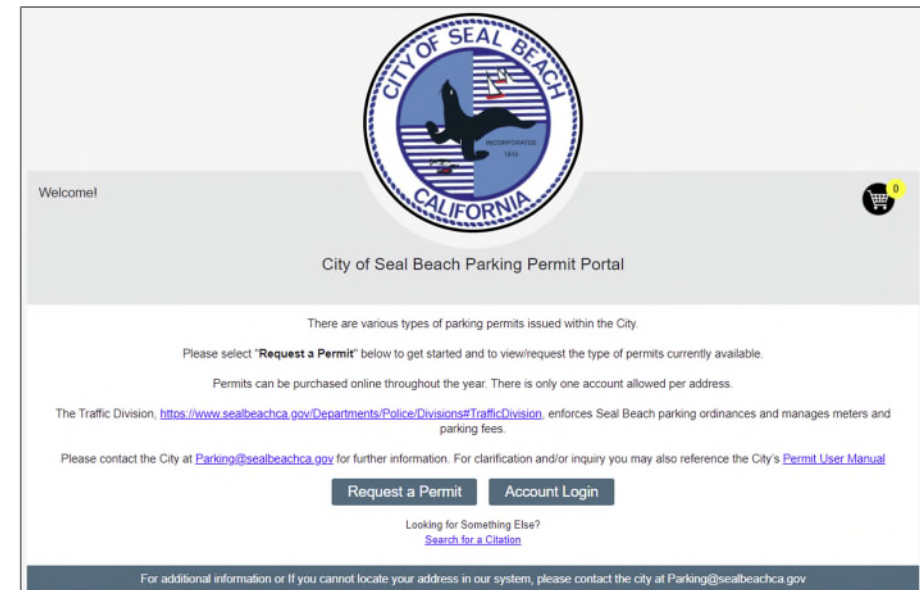 CITY OF SEAL BEACH
INCORPORATED
CALIFORNIA
Welcome!
0
City of Seal Beach Parking Permit Portal
There are various types of parking permits issued within the City.
Please select "Request a Permit" below to get started and to view/request the type of permits currently available.
Permits can be purchased online throughout the year. There is only one account allowed per address.
The Traffic Division, https://www.sealbeachca.gov/Departments/Police/Divisions#TrafficDivision, enforces Seal Beach parking ordinances and manages meters and
parking fees.
Please contact the City at Parking@sealbeachca.gov for further information. For clarification and/or inquiry you may also reference the City's Permit User Manual
Request a Permit Account Login
Looking for Something Else?
Search for a Citation
For additional information or If you cannot locate your address in our system, please contact the city at Parking@sealbeachca.gov